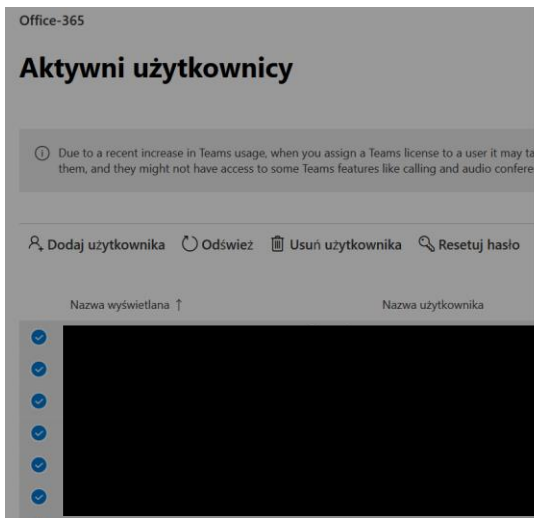 Office-365
Aktywni użytkownicy
Due to a recent increase in Teams usage, when you assign a Teams license to a user it may
them, and they might not have access to some Teams features like calling and audio
Dodaj użytkownika Odśwież Usuń użytkownika Resetuj hasło
Nazwa wyświetlana ↑ Nazwa użytkownika